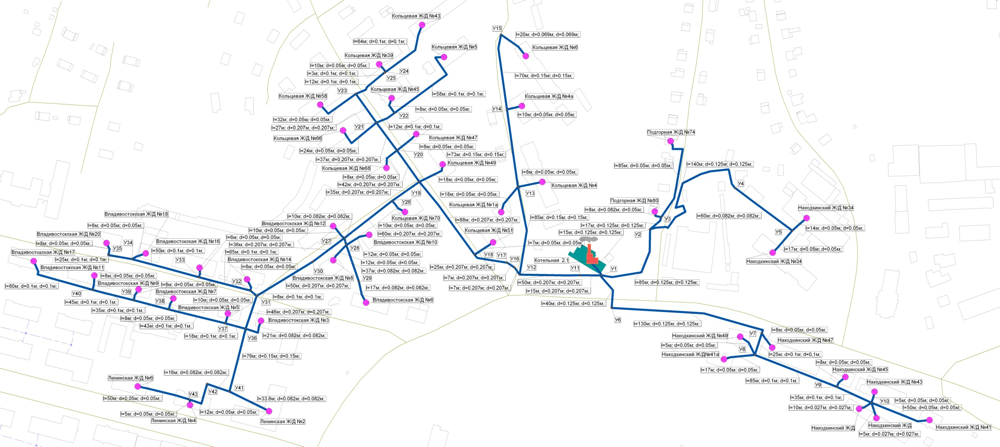 Кольцевая Ж/Д №43
У15
l=20м; d=0.069м; d=0.069м;
l=64м; d=0.1м; d=0.1м;
Кольцевая Ж/Д №5
Кольцевая Ж/Д №6
Кольцевая Ж/Д №39
l=10м; d=0.05м; d=0.05м;
У24
l=3м; d=0.1м; d=0.1м;
У25
l=70м; d=0.15м; d=0.15м;
l=12м; d=0.1м; d=0.1м;
Кольцевая Ж/Д №45
У23
Кольцевая Ж/Д №58
l=58м; d=0.1м; d=0.1м;
Кольцевая Ж/Д №4а
l=8м; d=0.05м; d=0.05м;
У14
l=10м; d=0.05м; d=0.05м;
У22
l=32м; d=0.05м; d=0.05м;
l=27м; d=0.207м; d=0.207м;
У21
l=12м; d=0.1м; d=0.1м;
Подгорная Ж/Д №74
Кольцевая Ж/Д №66
Кольцевая Ж/Д №47
l=8м; d=0.05м; d=0.05м;
l=24м; d=0.05м; d=0.05м;
У20
l=73м; d=0.15м; d=0.15м;
l=37м; d=0.207м; d=0.207м;
Кольцевая Ж/Д №49
Кольцевая Ж/Д №68
l=85м; d=0.05м; d=0.05м;
l=140м; d=0.125м; d=0.125м;
l=8м; d=0.05м; d=0.05м;
l=8м; d=0.05м; d=0.05м;
l=18м; d=0.05м; d=0.05м;
l=42м; d=0.207м; d=0.207м;
Кольцевая Ж/Д №4
У4
l=35м; d=0.207м; d=0.207м;
У19
l=18м; d=0.05м; d=0.05м;
У13
У26
Кольцевая Ж/Д №1а
Подгорная Ж/Д №80
l=8м; d=0.082м; d=0.05м;
Находкинский Ж/Д №34
Владивостокская Ж/Д №18
l=10м; d=0.082м; d=0.082м;
Кольцевая Ж/Д №70
l=88м; d=0.207м; d=0.207м;
l=85м; d=0.15м; d=0.15м;
У3
l=60м; d=0.082м; d=0.082м;
Владивостокская Ж/Д №12
l=10м; d=0.05м; d=0.05м;
l=8м; d=0.05м; d=0.05м;
l=17м; d=0.125м; d=0.125м;
l=14м; d=0.05м; d=0.05м;
l=10м; d=0.05м; d=0.05м;
Кольцевая Ж/Д №51
l=15м; d=0.125м; d=0.125м;
У2
У5
Владивостокская Ж/Д №20
l=6м; d=0.05м; d=0.05м;
l=60м; d=0.207м; d=0.207м;
l=8м; d=0.05м; d=0.05м;
У34
Владивостокская Ж/Д №16
l=36м; d=0.207м; d=0.207м;
У27
Владивостокская Ж/Д №10
l=7м; d=0.05м; d=0.05м;
У35
l=50м; d=0.1м; d=0.1м;
У28
l=17м; d=0.05м; d=0.05м;
Владивостокская Ж/Д №17
l=65м; d=0.1м; d=0.1м;
l=12м; d=0.05м; d=0.05м;
У18
У17
У16
l=25м; d=0.1м; d=0.1м;
У33
Владивостокская Ж/Д №14
l=12м; d=0.05м; d=0.05м;
Котельная 2.1
Находкинский Ж/Д №34
Владивостокская Ж/Д №11
l=8м; d=0.05м; d=0.05м;
У30
l=37м; d=0.082м; d=0.082м;
l=25м; d=0.207м; d=0.207м;
У12
У11
У1
l=8м; d=0.05м; d=0.05м;
Владивостокская Ж/Д №8
У29
l=7м; d=0.207м; d=0.207м;
Владивостокская Ж/Д №9
l=8м; d=0.05м; d=0.05м;
У32
l=50м; d=0.207м; d=0.207м;
l=50м; d=0.207м; d=0.207м;
l=85м; d=0.125м; d=0.125м;
l=80м; d=0.1м; d=0.1м;
l=17м; d=0.082м; d=0.082м;
l=7м; d=0.207м; d=0.207м;
l=15м; d=0.207м; d=0.207м;
У40
У39
Владивостокская Ж/Д №7
l=8м; d=0.1м; d=0.1м;
l=45м; d=0.1м; d=0.1м;
У38
l=10м; d=0.05м; d=0.05м;
У31
Владивостокская Ж/Д №6
l=40м; d=0.125м; d=0.125м;
l=35м; d=0.1м; d=0.1м;
Владивостокская Ж/Д №5
l=46м; d=0.207м; d=0.207м;
l=8м; d=0.05м; d=0.05м;
Владивостокская Ж/Д №3
У6
l=43м; d=0.1м; d=0.1м;
У37
l=130м; d=0.125м; d=0.125м;
l=18м; d=0.1м; d=0.1м;
У36
l=21м; d=0.082м; d=0.082м;
Находкинский Ж/Д №49
У7
l=8м; d=0.05м; d=0.05м;
Находкинский Ж/Д №47
l=5м; d=0.05м; d=0.05м;
У8
l=76м; d=0.15м; d=0.15м;
Находкинский Ж/Д№41а
l=25м; d=0.1м; d=0.1м;
l=8м; d=0.05м; d=0.05м;
l=16м; d=0.082м; d=0.082м;
l=17м; d=0.05м; d=0.05м;
Находкинский Ж/Д №45
Ленинская Ж/Д №6
l=85м; d=0.1м; d=0.1м;
Находкинский Ж/Д №43
У41
У9
У43
У42
l=50м; d=0.05м; d=0.05м;
l=33.6м; d=0.082м; d=0.082м;
l=35м; d=0.1м; d=0.1м;
У10
l=5м; d=0.05м; d=0.05м;
l=10м; d=0.027м; d=0.027м;
l=50м; d=0.05м; d=0.05м;
l=5м; d=0.05м; d=0.05м;
l=12м; d=0.05м; d=0.05м;
Ленинская Ж/Д №4
Ленинская Ж/Д №2
Находкинский Ж/Д
Находкинский Ж/Д
Находкинский Ж/Д №41
l=5м; d=0.027м; d=0.027м;